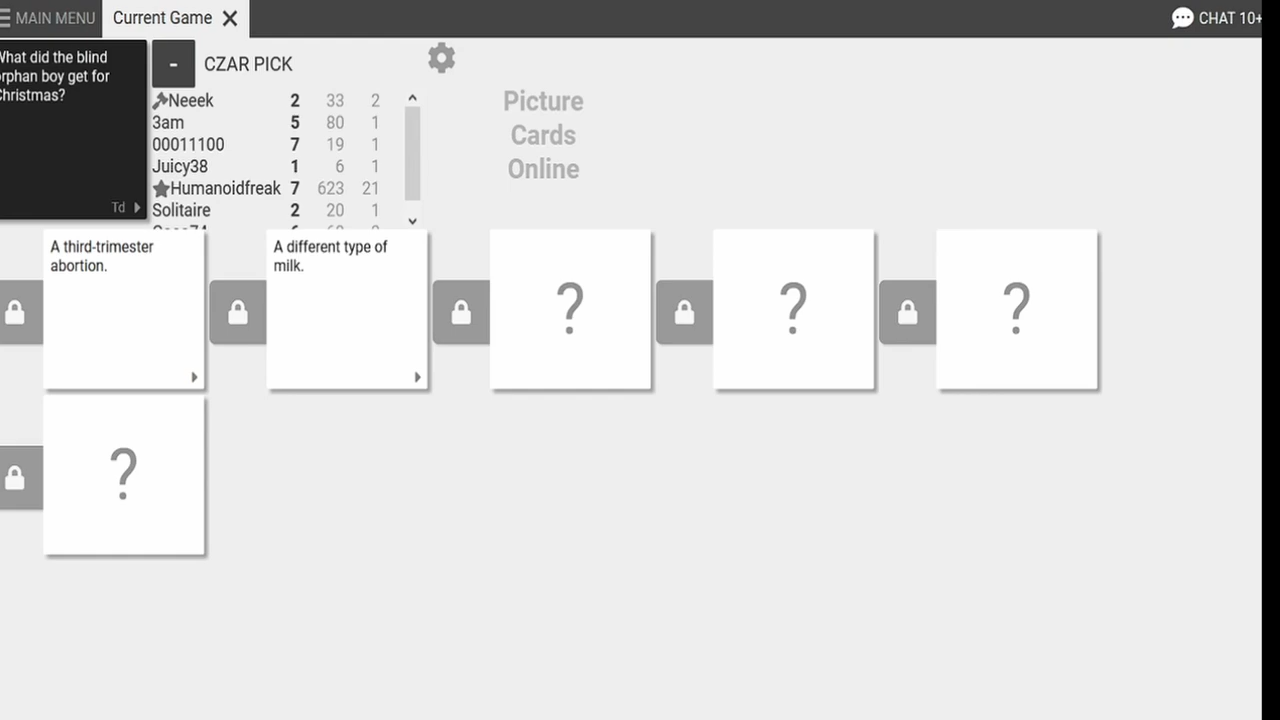 MAIN MENU
Current Game
CHAT 10+
What did the blind
orphan boy get for
Christmas?
Td
-
CZAR PICK
Neeek 2 33 2
3am 5 80 1
00011100 7 19 1
Juicy38 1 6 1
Humanoidfreak 7 623 21
Solitaire 2 20 1
Picture
Cards
Online
A third-trimester
abortion.
A different type of
milk.
?
?
?
?